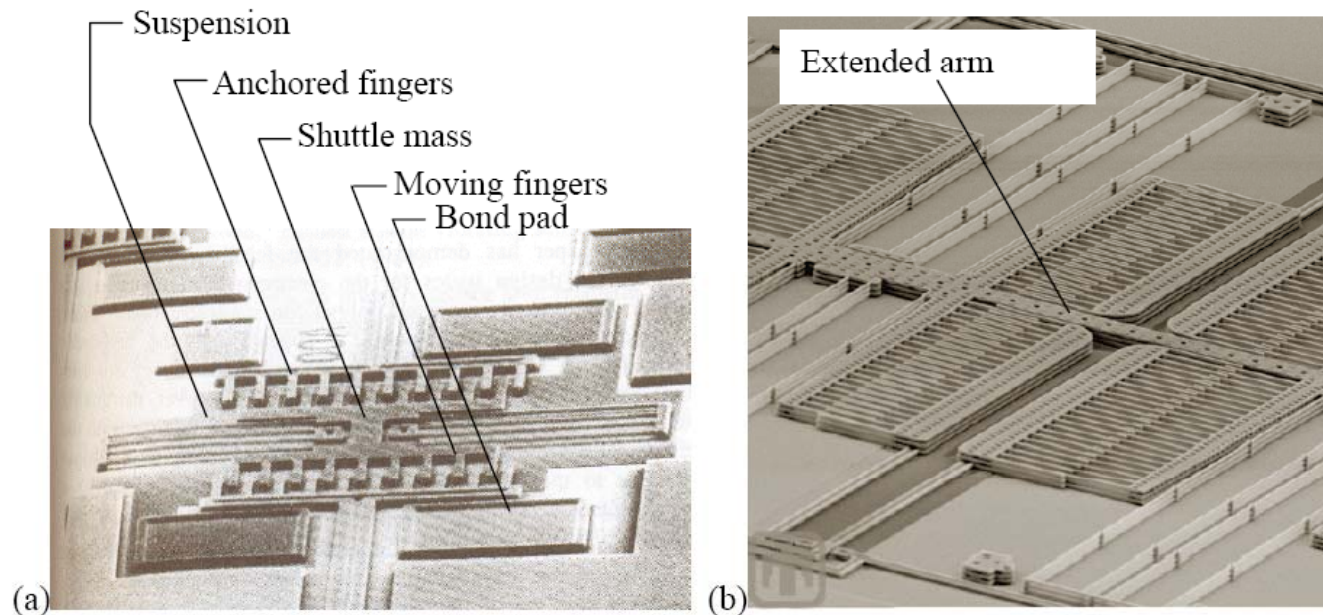 Suspension
Anchored fingers
Shuttle mass
Moving fingers
Bond pad
Extended arm
(a)
(b)